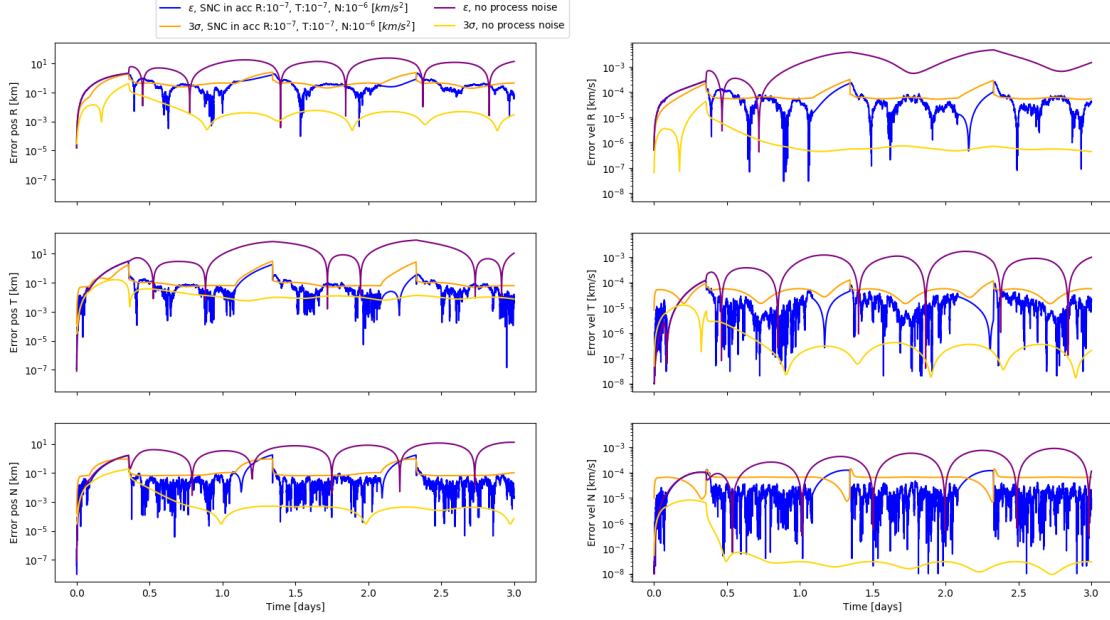 ε, SNC in acc R:10⁻⁷, T:10⁻⁷, N:10⁻⁶ [km/s²]
3σ, SNC in acc R:10⁻⁷, T:10⁻⁷, N:10⁻⁶ [km/s²]
ε, no process noise
3σ, no process noise
Error pos R [km]
10¹
10⁻¹
10⁻³
10⁻⁵
10⁻⁷
Error vel R [km/s]
10⁻³
10⁻⁴
10⁻⁵
10⁻⁶
10⁻⁷
10⁻⁸
Error pos T [km]
10¹
10⁻¹
10⁻³
10⁻⁵
10⁻⁷
Error vel T [km/s]
10⁻³
10⁻⁴
10⁻⁵
10⁻⁶
10⁻⁷
10⁻⁸
Error pos N [km]
10¹
10⁻¹
10⁻³
10⁻⁵
10⁻⁷
0.0 0.5 1.0 1.5 2.0 2.5 3.0
Time [days]
Error vel N [km/s]
10⁻³
10⁻⁴
10⁻⁵
10⁻⁶
10⁻⁷
10⁻⁸
0.0 0.5 1.0 1.5 2.0 2.5 3.0
Time [days]